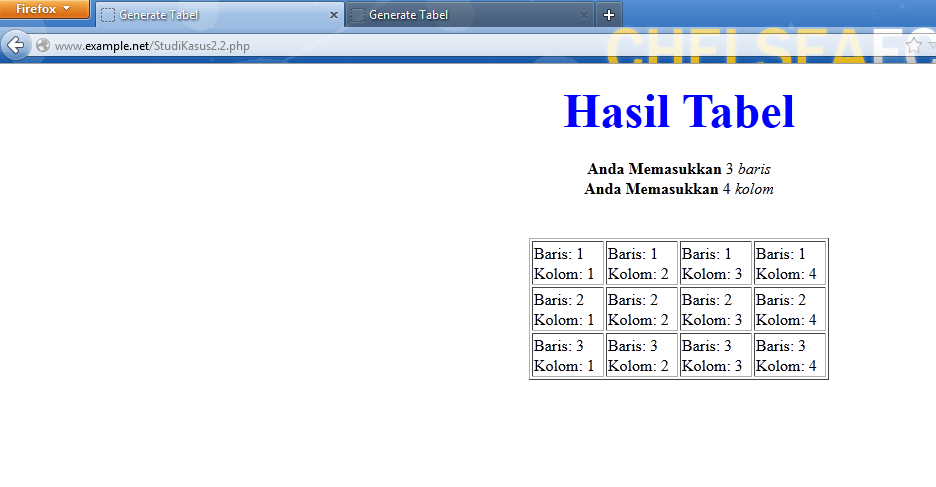 Firefox
Generate Tabel
Generate Tabel
www.example.net/StudiKasus2.2.php
CHELSEA FC
Hasil Tabel
Anda Memasukkan 3 baris
Anda Memasukkan 4 kolom
Baris: 1 Baris: 1 Baris: 1 Baris: 1
Kolom: 1 Kolom: 2 Kolom: 3 Kolom: 4
Baris: 2 Baris: 2 Baris: 2 Baris: 2
Kolom: 1 Kolom: 2 Kolom: 3 Kolom: 4
Baris: 3 Baris: 3 Baris: 3 Baris: 3
Kolom: 1 Kolom: 2 Kolom: 3 Kolom: 4